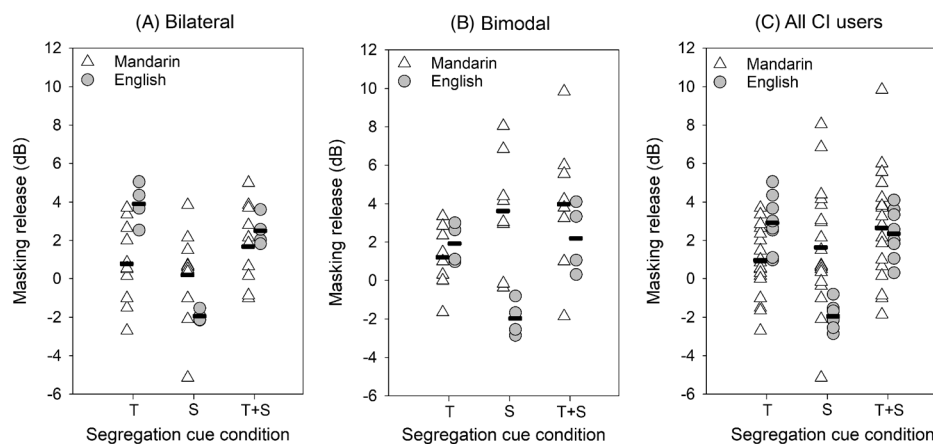 (A) Bilateral
12
10
8
6
4
2
0
-2
-4
-6
Masking release (dB)
Mandarin
English
T
S
T+S
Segregation cue condition
(B) Bimodal
12
10
8
6
4
2
0
-2
-4
-6
Masking release (dB)
Mandarin
English
T
S
T+S
Segregation cue condition
(C) All CI users
12
10
8
6
4
2
0
-2
-4
-6
Masking release (dB)
Mandarin
English
T
S
T+S
Segregation cue condition